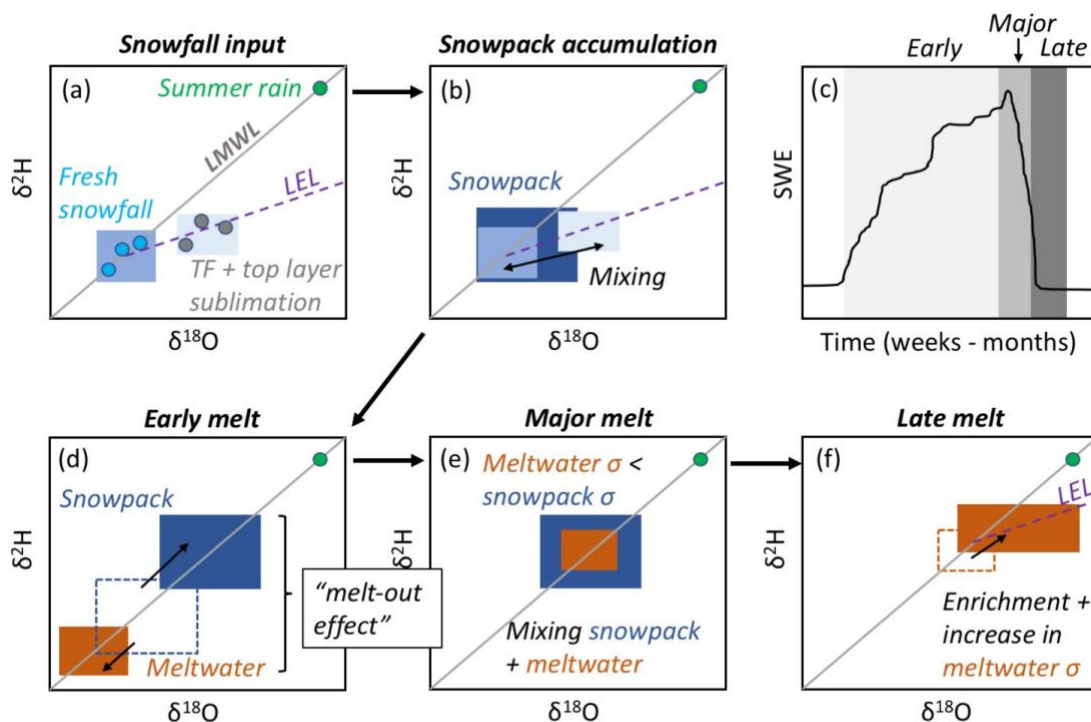 Snowfall input
(a)
Summer rain
LMWL
Fresh
snowfall
LEL
TF + top layer
sublimation
δ²H
δ¹⁸O
Snowpack accumulation
(b)
Snowpack
Mixing
δ²H
δ¹⁸O
Major
Early
Late
(c)
SWE
Time (weeks - months)
Early melt
(d)
Snowpack
"melt-out
effect"
Meltwater
δ²H
δ¹⁸O
Major melt
(e)
Meltwater σ <
snowpack σ
Mixing snowpack
+ meltwater
δ²H
δ¹⁸O
Late melt
(f)
LEL
Enrichment +
increase in
meltwater σ
δ²H
δ¹⁸O